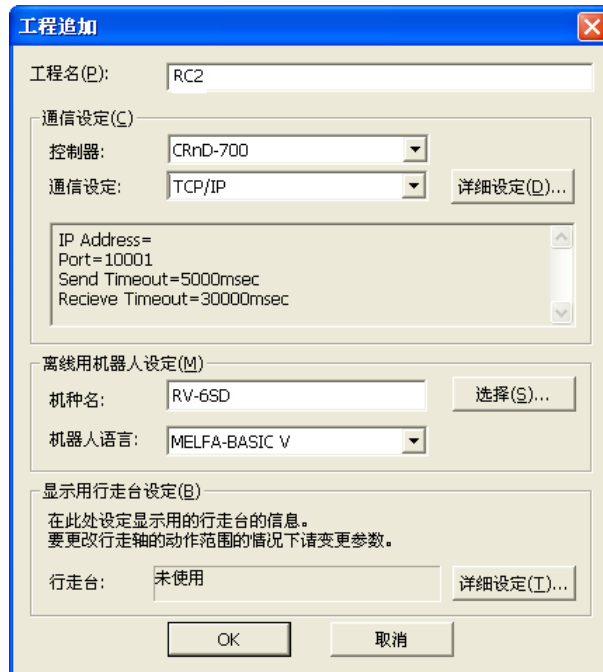 工程追加
工程名(P): RC2
通信设定(C)
控制器: CRnD-700
通信设定: TCP/IP 详细设定(D)...
IP Address=
Port=10001
Send Timeout=5000msec
Recieve Timeout=30000msec
离线用机器人设定(M)
机种名: RV-6SD 选择(S)...
机器人语言: MELFA-BASIC V
显示用行走台设定(B)
在此处设定显示用的行走台的信息。
要更改行走轴的动作范围的情况下请变更参数。
行走台: 未使用 详细设定(T)...
OK 取消